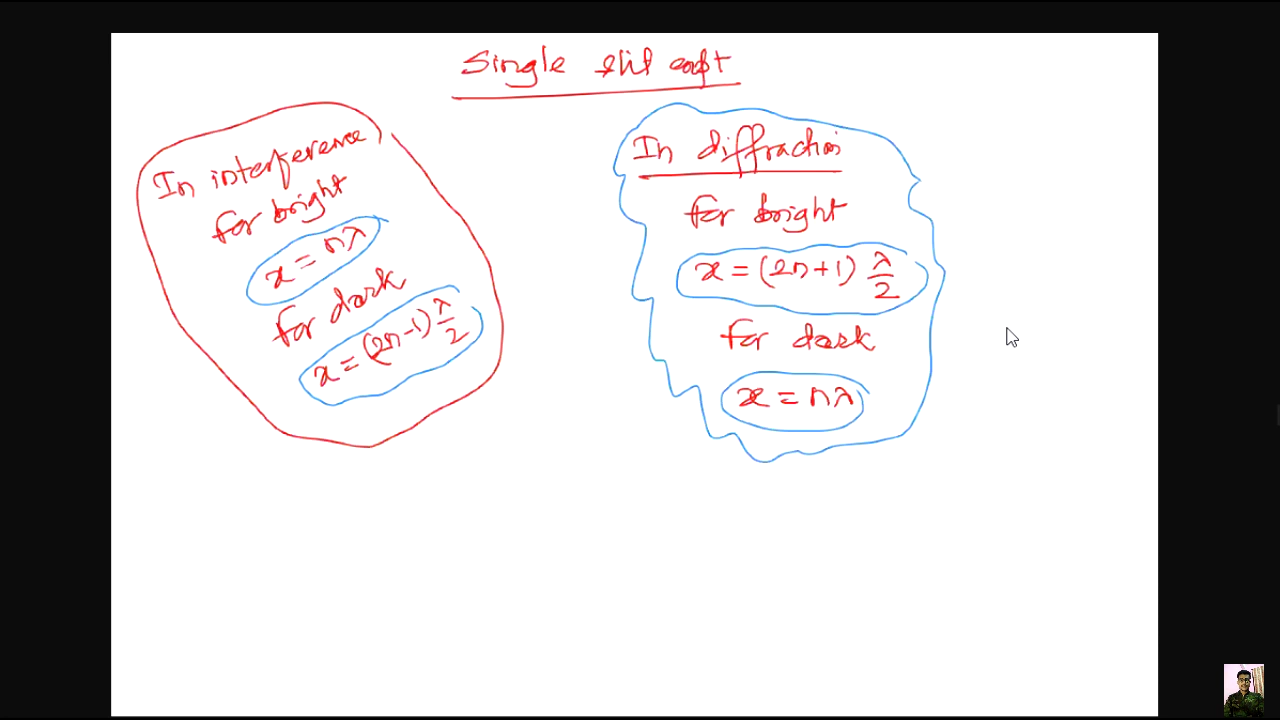 Single slit expt
In interference,
for bright
x = nλ
for dark
x = (2n-1) λ/2
In diffraction
for bright
x = (2n+1) λ/2
for dark
x = nλ